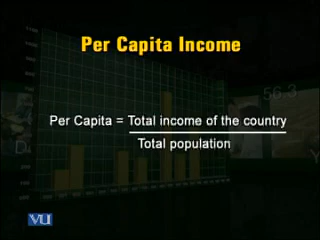 Per Capita Income
Per Capita = Total income of the country
Total population
VU